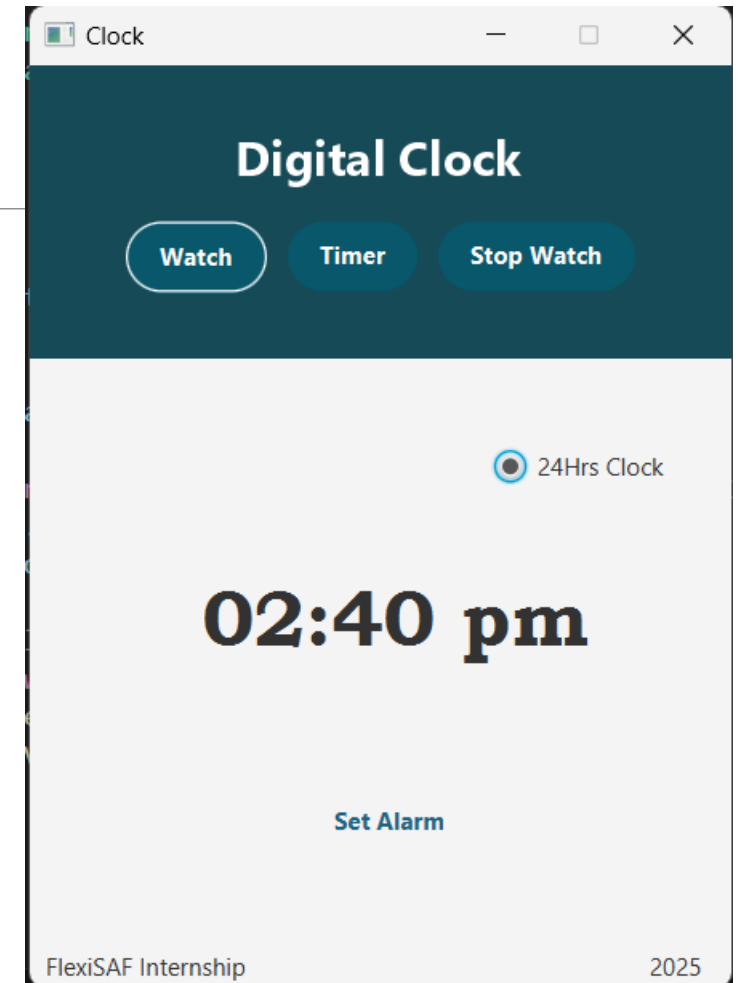 Clock
Digital Clock
Watch Timer Stop Watch
24Hrs Clock
02:40 pm
Set Alarm
FlexiSAF Internship 2025